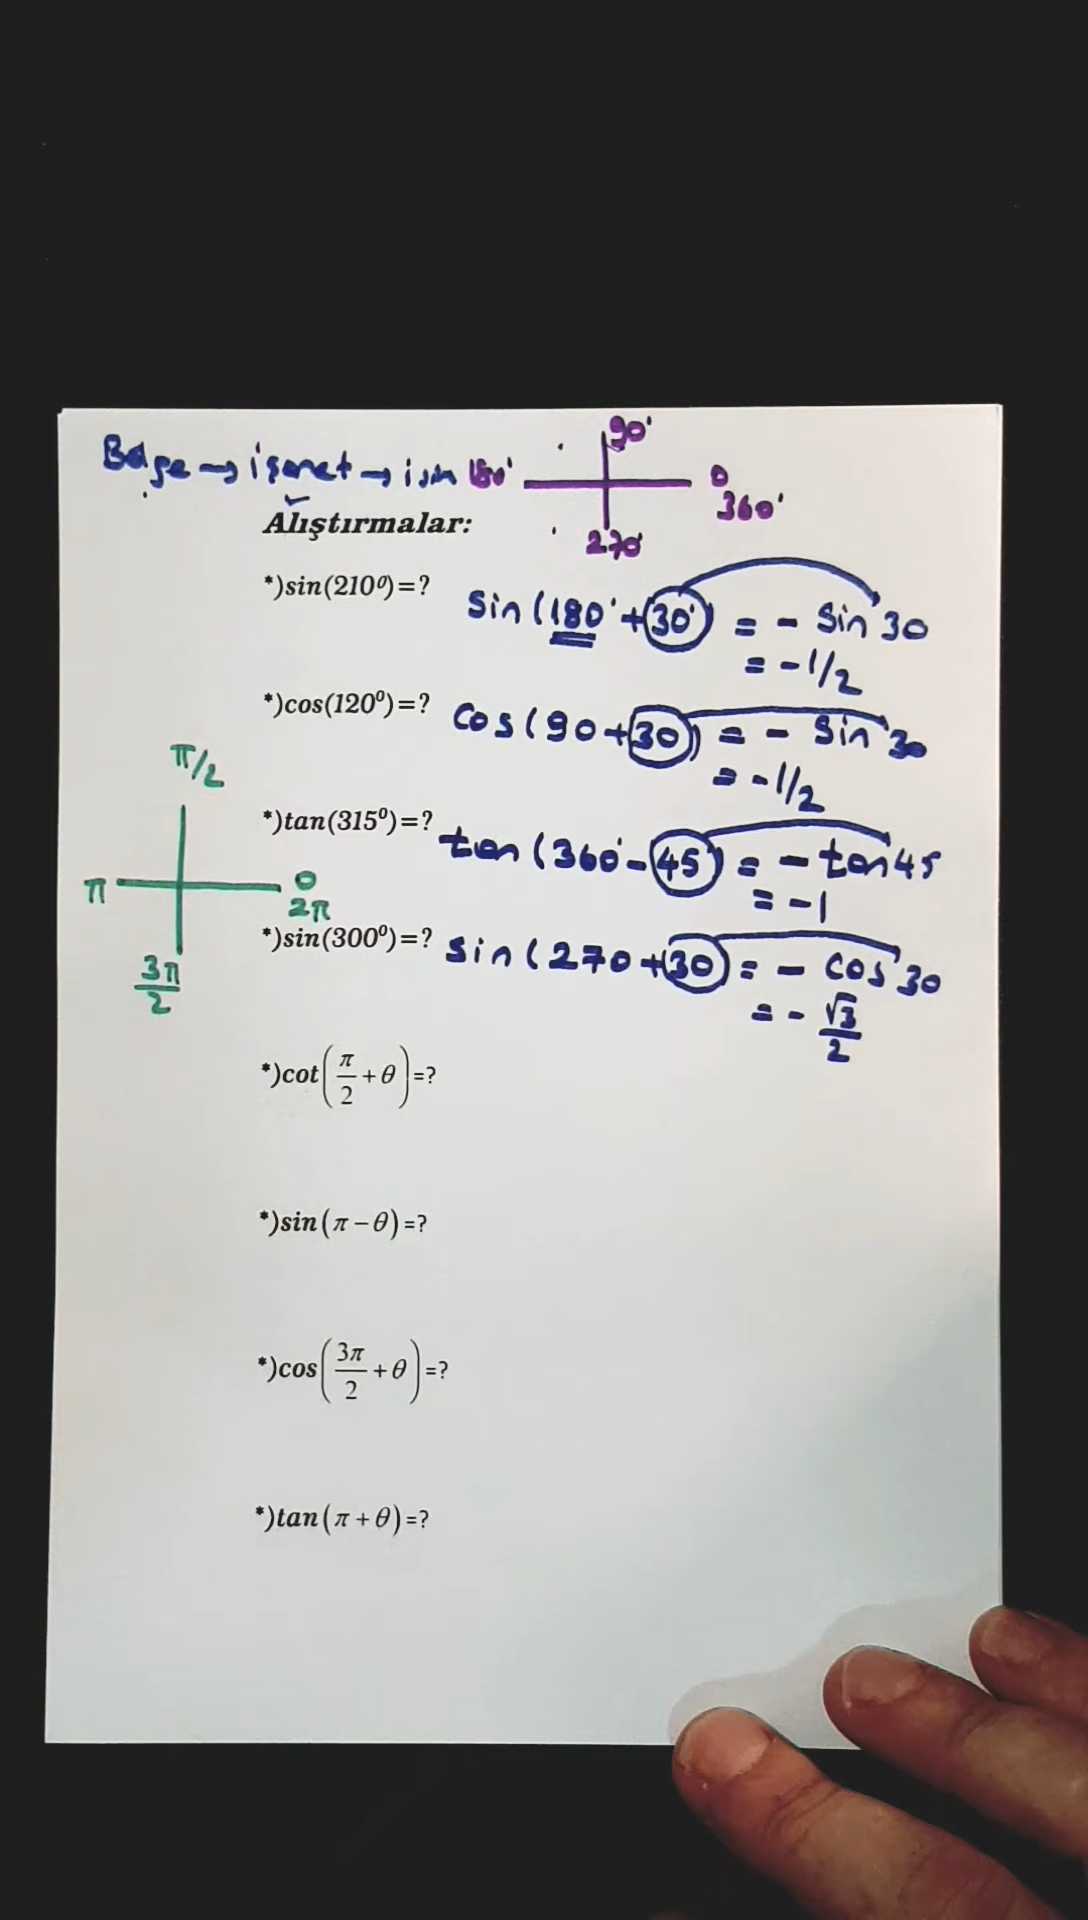 Bölge → işaret → isim
90°
180°
0
360°
270°
Alıştırmalar:
*)sin(210⁰)=? sin(180°+30°) = - sin 30
= -1/2
*)cos(120⁰)=? cos(90+30) = - sin 30
= -1/2
*)tan(315⁰)=? tan(360°-45) = - tan 45
= -1
*)sin(300⁰)=? sin(270+30) = - cos 30
= - √3/2
π/2
π
0
2π
3π/2
*)cot(π/2+θ)=?
*)sin(π-θ)=?
*)cos(3π/2+θ)=?
*)tan(π+θ)=?